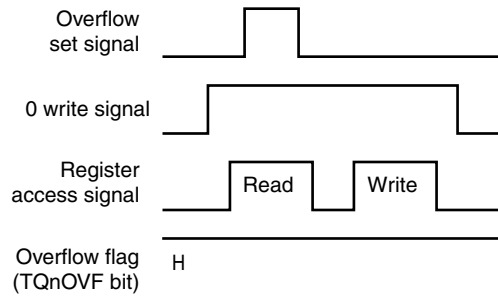 Overflow
set signal
0 write signal
Register
access signal
Read
Write
Overflow flag
(TQnOVF bit)
H